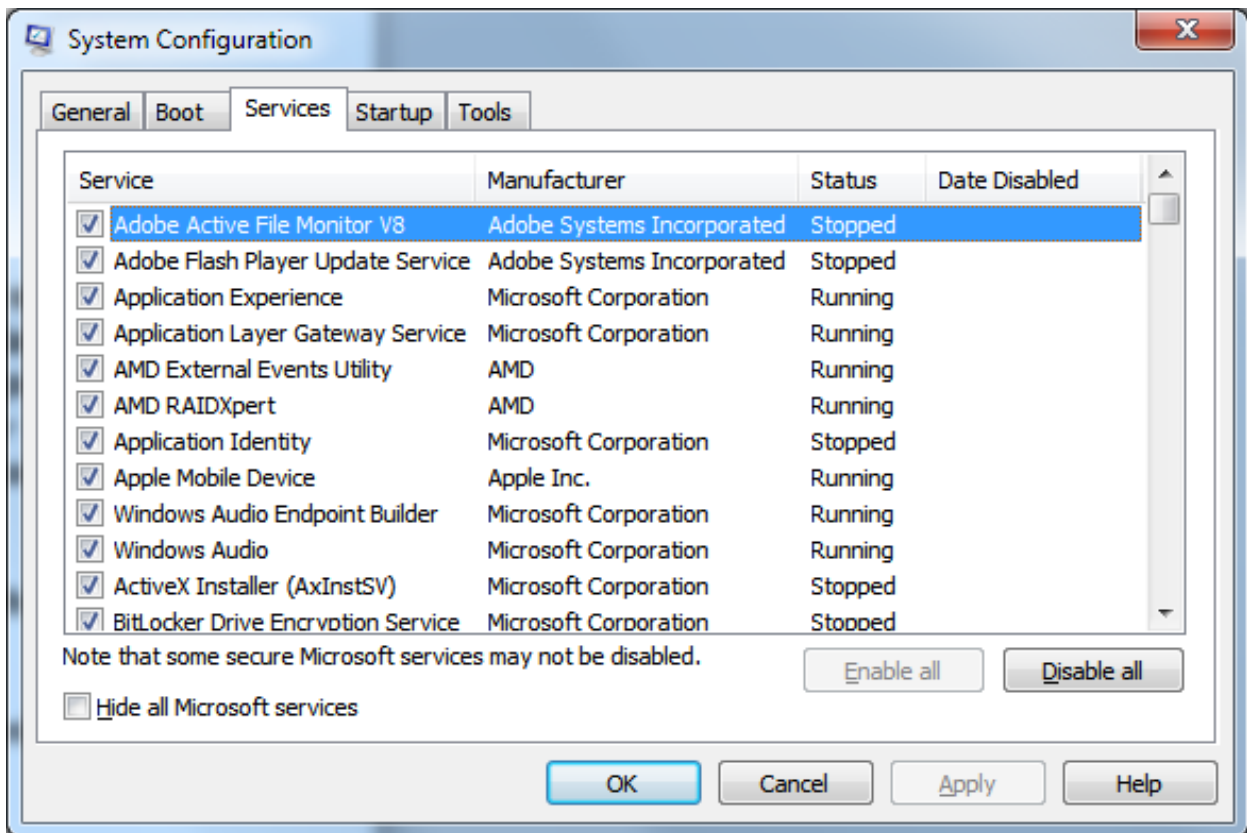 System Configuration
General Boot Services Startup Tools
Service Manufacturer Status Date Disabled
Adobe Active File Monitor V8 Adobe Systems Incorporated Stopped
Adobe Flash Player Update Service Adobe Systems Incorporated Stopped
Application Experience Microsoft Corporation Running
Application Layer Gateway Service Microsoft Corporation Running
AMD External Events Utility AMD Running
AMD RAIDXpert AMD Running
Application Identity Microsoft Corporation Stopped
Apple Mobile Device Apple Inc. Running
Windows Audio Endpoint Builder Microsoft Corporation Running
Windows Audio Microsoft Corporation Running
ActiveX Installer (AxInstSV) Microsoft Corporation Stopped
BitLocker Drive Encryption Service Microsoft Corporation Stopped
Note that some secure Microsoft services may not be disabled.
Enable all Disable all
Hide all Microsoft services
OK Cancel Apply Help